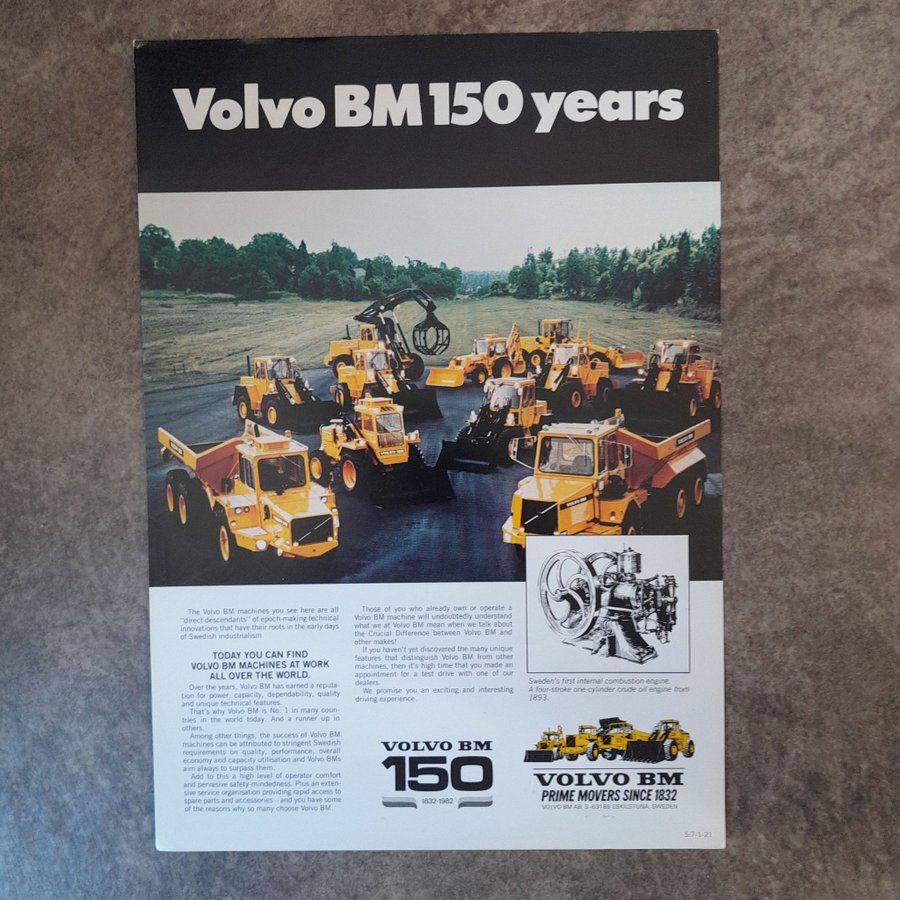 Volvo BM 150 years
VOLVO BM
The Volvo BM machines you see here are all
"direct descendants" of epoch-making technical
innovations that have their roots in the early days
of Swedish industrialism.
TODAY YOU CAN FIND
VOLVO BM MACHINES AT WORK
ALL OVER THE WORLD.
Over the years, Volvo BM has earned a reputa-
tion for power, capacity, dependability, quality
and unique technical features.
That's why Volvo BM is No. 1 in many coun-
tries in the world today. And a runner up in
others.
Among other things, the success of Volvo BM
machines can be attributed to stringent Swedish
requirements on quality, performance, overall
economy and capacity utilisation and Volvo BMs
aim always to surpass them.
Add to this a high level of operator comfort
and pervasive safety-mindedness. Plus an exten-
sive service organisation providing rapid access to
spare parts and accessories – and you have some
of the reasons why so many choose Volvo BM.
Those of you who already own or operate a
Volvo BM machine will undoubtedly understand
what we at Volvo BM mean when we talk about
the Crucial Difference between Volvo BM and
other makes!
If you haven't yet discovered the many unique
features that distinguish Volvo BM from other
machines, then it's high time that you made an
appointment for a test drive with one of our
dealers.
We promise you an exciting and interesting
driving experience.
Sweden's first internal combustion engine.
A four-stroke one-cylinder crude oil engine from
1893.
VOLVO BM
150
1832-1982
VOLVO BM
PRIME MOVERS SINCE 1832
VOLVO BM AB, S-631 85 ESKILSTUNA, SWEDEN
S:7-1-21